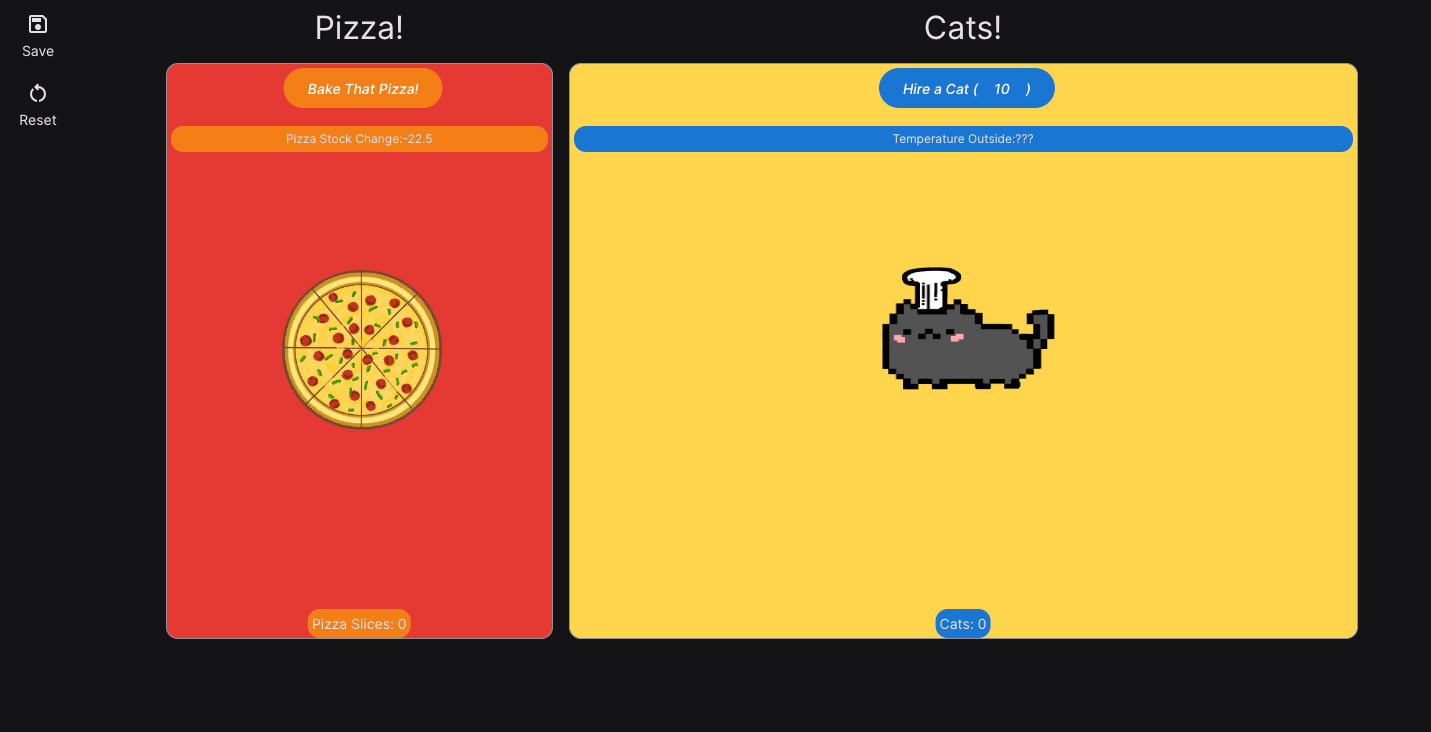 Save
Reset
Pizza!
Bake That Pizza!
Pizza Stock Change:-22.5
Pizza Slices: 0
Cats!
Hire a Cat ( 10 )
Temperature Outside:???
Cats: 0